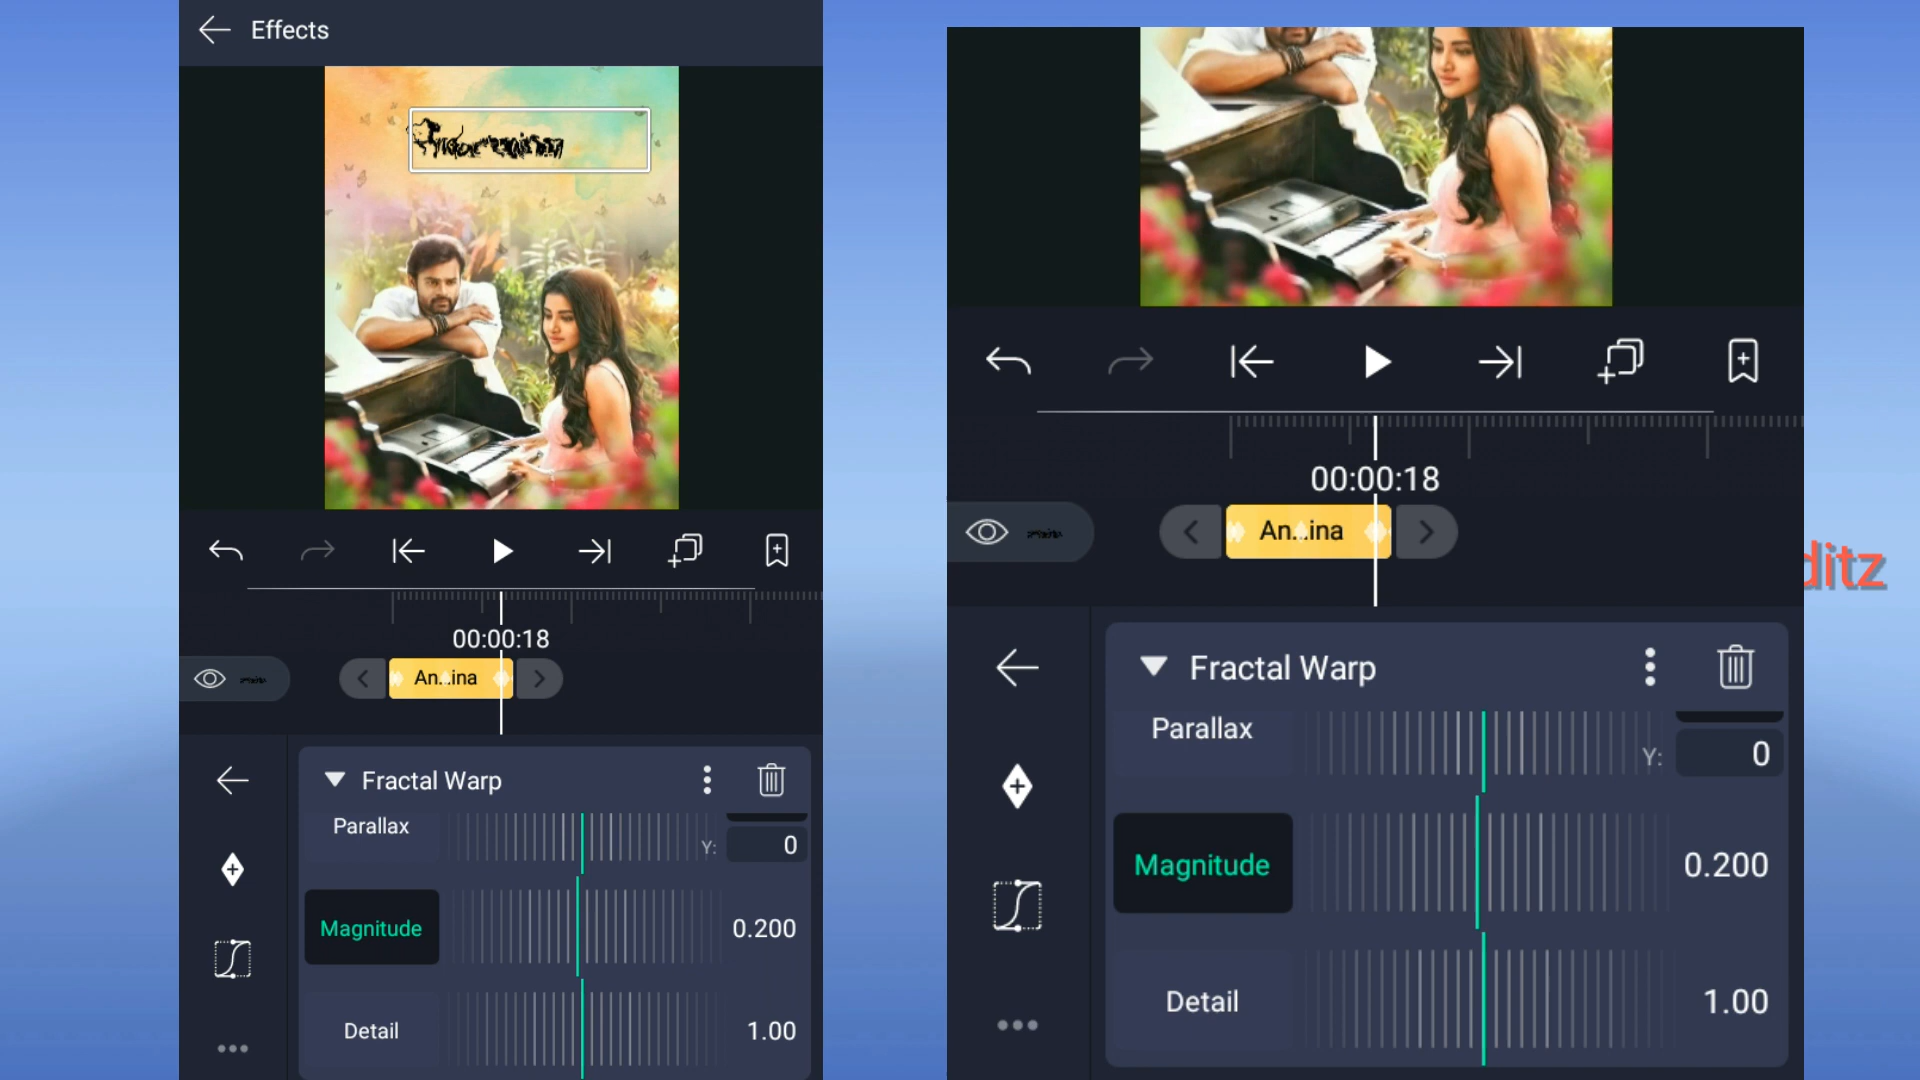 Effects
00:00:18
An...ina
Fractal Warp
Parallax
Y: 0
Magnitude 0.200
Detail 1.00
00:00:18
An...ina
Fractal Warp
Parallax
Y: 0
Magnitude 0.200
Detail 1.00
ditz